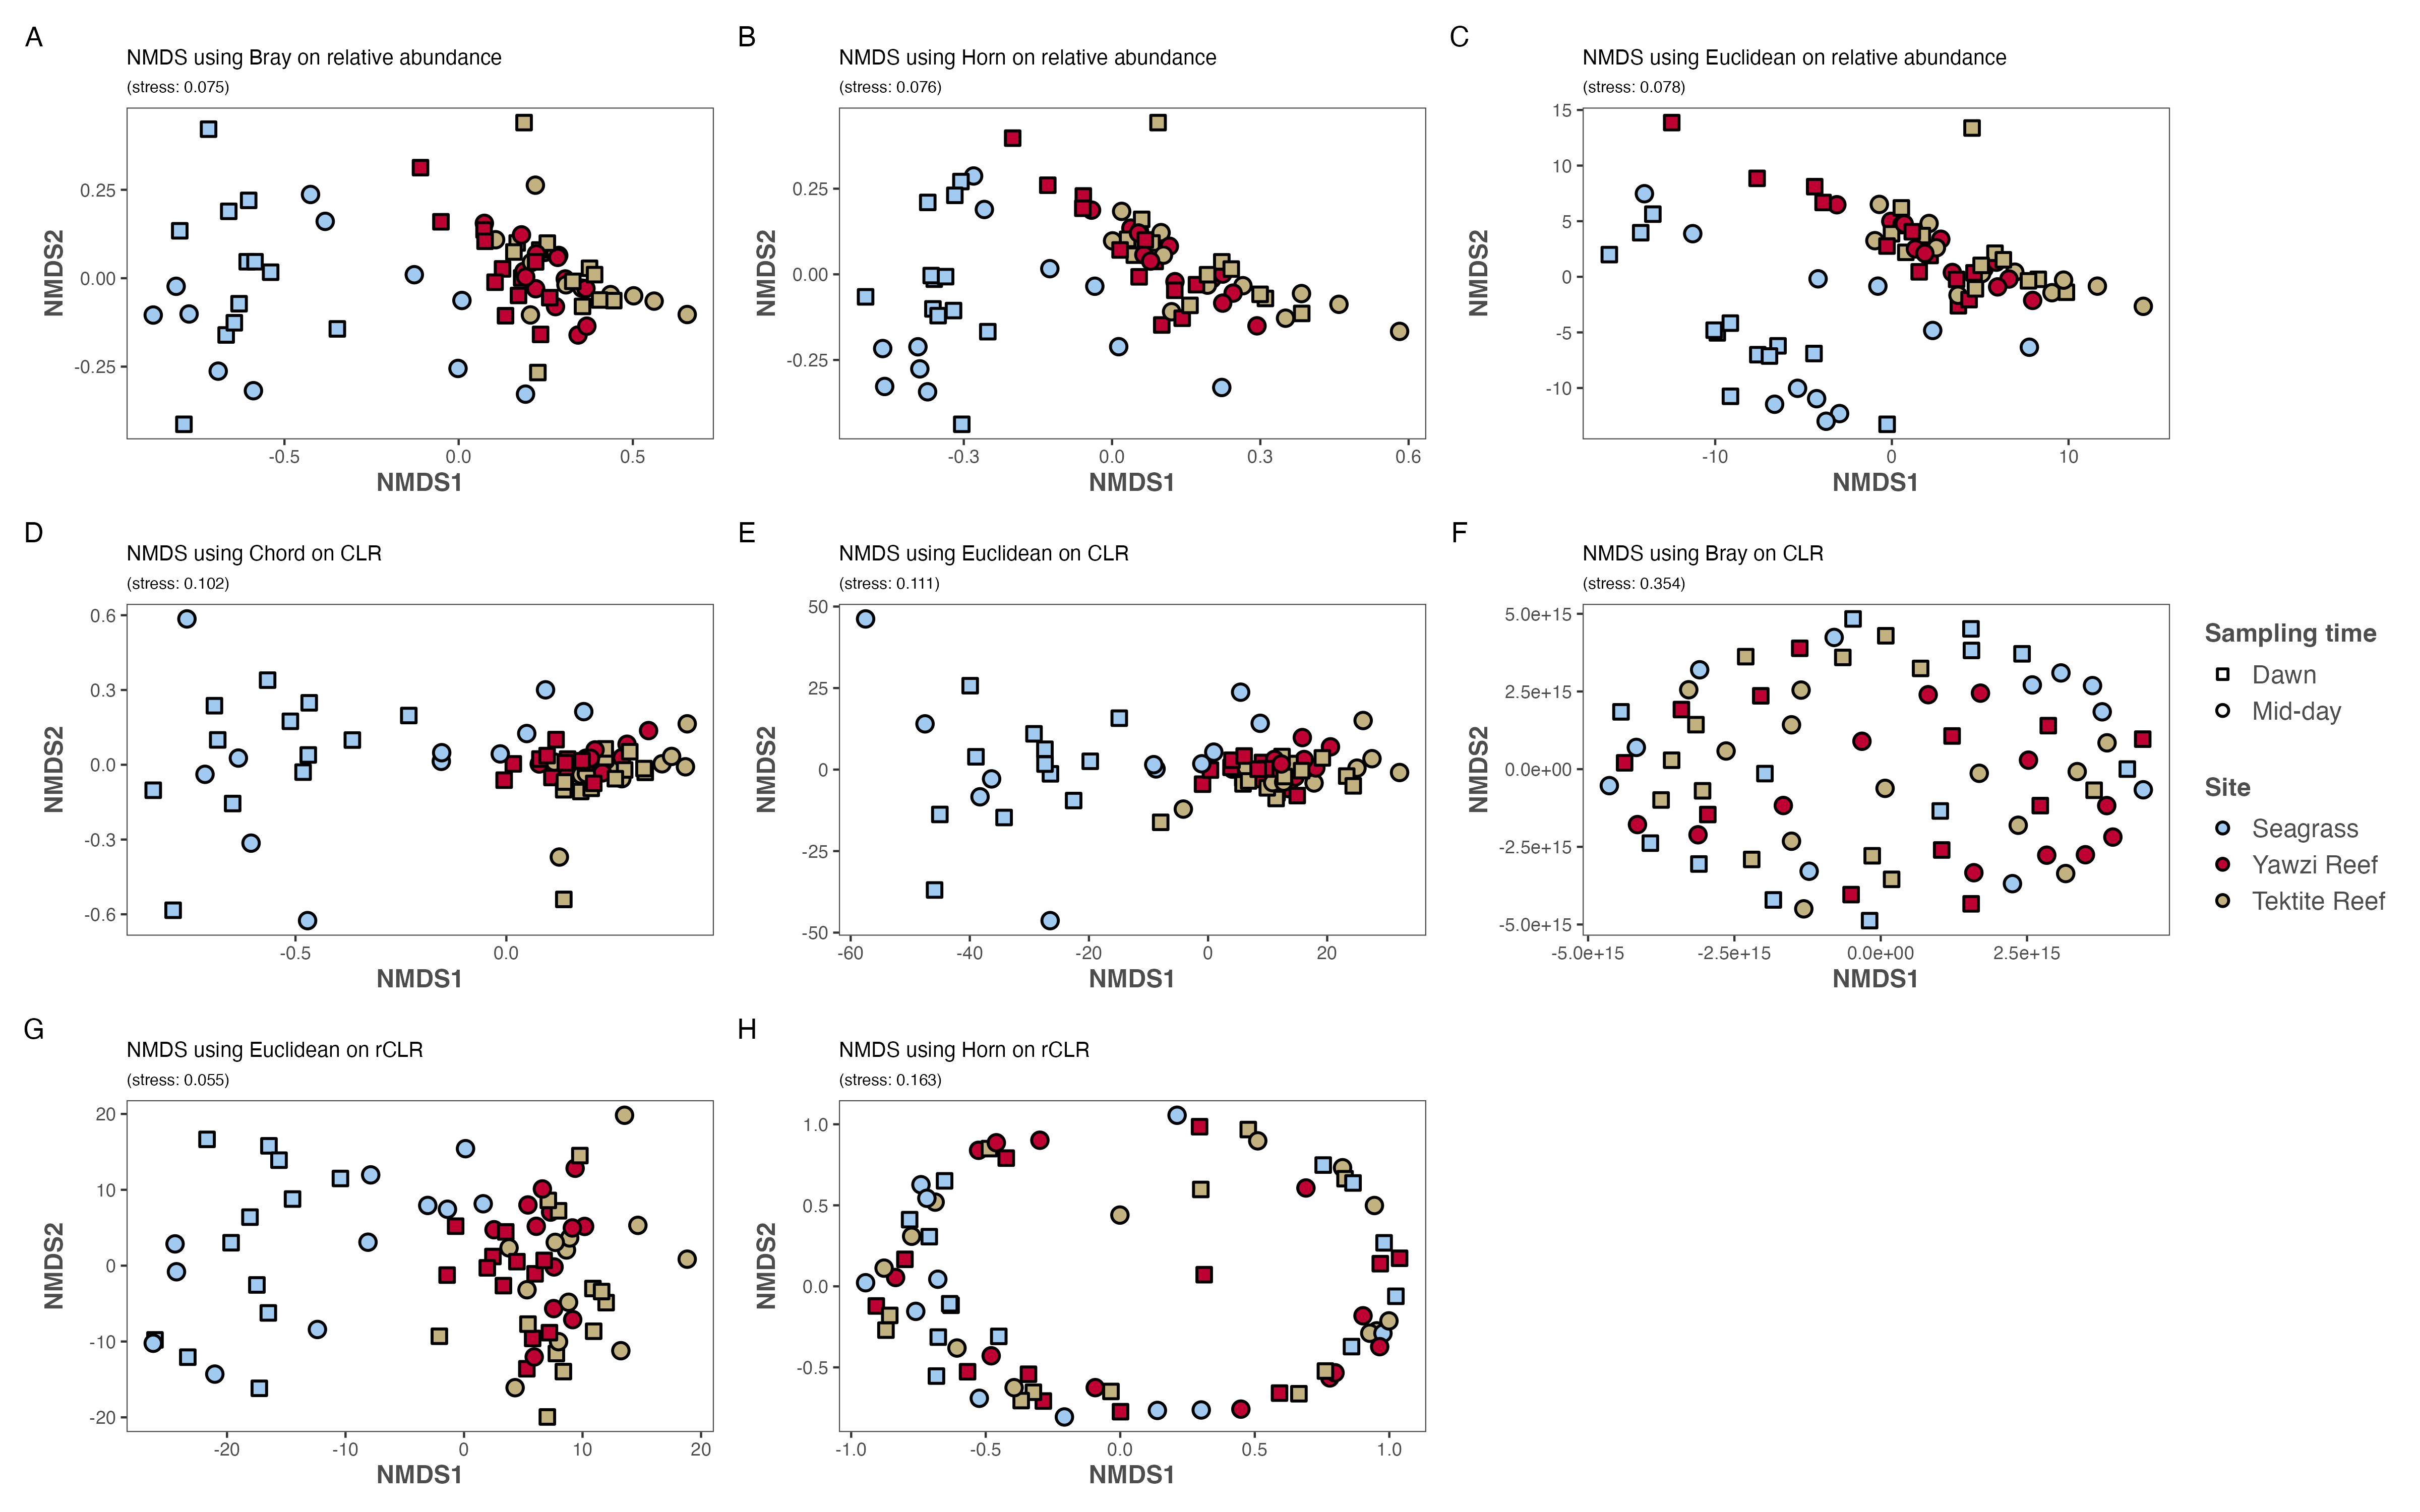 A
NMDS using Bray on relative abundance
(stress: 0.075)
0.25
0.00
-0.25
NMDS2
-0.5
0.0
0.5
NMDS1
B
NMDS using Horn on relative abundance
(stress: 0.076)
0.25
0.00
-0.25
NMDS2
-0.3
0.0
0.3
0.6
NMDS1
C
NMDS using Euclidean on relative abundance
(stress: 0.078)
15
10
5
0
-5
-10
NMDS2
-10
0
10
NMDS1
D
NMDS using Chord on CLR
(stress: 0.102)
0.6
0.3
0.0
-0.3
-0.6
NMDS2
-0.5
0.0
NMDS1
E
NMDS using Euclidean on CLR
(stress: 0.111)
50
25
0
-25
-50
NMDS2
-60
-40
-20
0
20
NMDS1
F
NMDS using Bray on CLR
(stress: 0.354)
5.0e+15
2.5e+15
0.0e+00
-2.5e+15
-5.0e+15
NMDS2
-5.0e+15
-2.5e+15
0.0e+00
2.5e+15
NMDS1
Sampling time
Dawn
Mid-day
Site
Seagrass
Yawzi Reef
Tektite Reef
G
NMDS using Euclidean on rCLR
(stress: 0.055)
20
10
0
-10
-20
NMDS2
-20
-10
0
10
20
NMDS1
H
NMDS using Horn on rCLR
(stress: 0.163)
1.0
0.5
0.0
-0.5
NMDS2
-1.0
-0.5
0.0
0.5
1.0
NMDS1